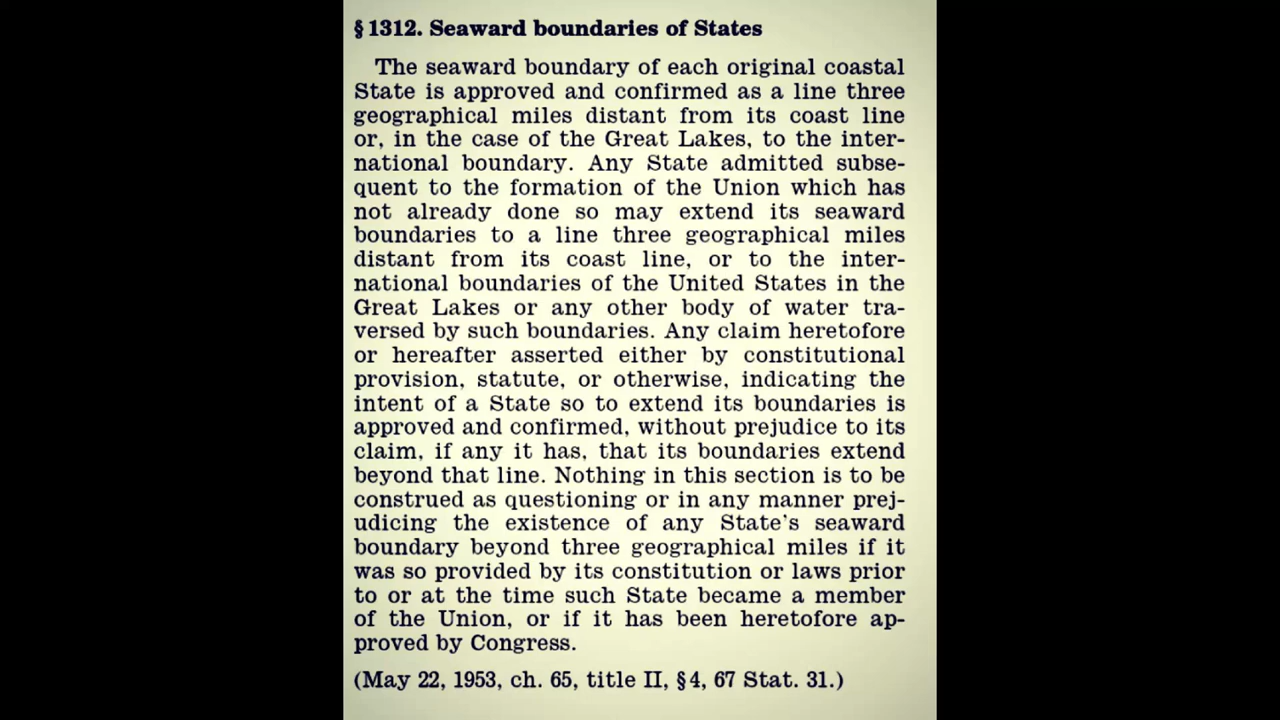 § 1312. Seaward boundaries of States
The seaward boundary of each original coastal
State is approved and confirmed as a line three
geographical miles distant from its coast line
or, in the case of the Great Lakes, to the inter-
national boundary. Any State admitted subse-
quent to the formation of the Union which has
not already done so may extend its seaward
boundaries to a line three geographical miles
distant from its coast line, or to the inter-
national boundaries of the United States in the
Great Lakes or any other body of water tra-
versed by such boundaries. Any claim heretofore
or hereafter asserted either by constitutional
provision, statute, or otherwise, indicating the
intent of a State so to extend its boundaries is
approved and confirmed, without prejudice to its
claim, if any it has, that its boundaries extend
beyond that line. Nothing in this section is to be
construed as questioning or in any manner prej-
udicing the existence of any State's seaward
boundary beyond three geographical miles if it
was so provided by its constitution or laws prior
to or at the time such State became a member
of the Union, or if it has been heretofore ap-
proved by Congress.
(May 22, 1953, ch. 65, title II, § 4, 67 Stat. 31.)